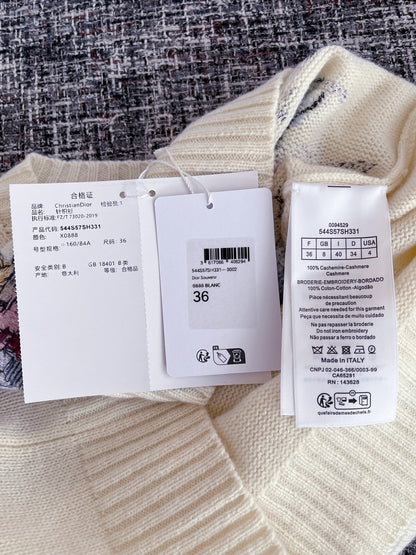 合格证
品牌: ChristianDior 检验员: 1
品名: 针织衫
执行标准: FZ/T 73020-2019
产品代码: 544S57SH331
颜色: X0888
号型规格: ~160/84A 尺码: 36
安全类别: B GB 18401 B 类
产地: 意大利 等级: 合格品
544S57SH331-- 0002
Dior Souvenir
0888 BLANC
36
0094529
544S57SH331
F GB I D USA
36 8 40 34 4
100% Cachemire-Cashmere
BRODERIE-EMBROIDERY-BORDADO
100% Coton-Cotton-Algodão
Pièce nécessitant beaucoup
de précaution
Attentive care needed for this garment
Peça que necessita de muito cuidado
Ne pas repasser la broderie
Do not iron embroidery
Não passar a ferro o bordado
Made in ITALY
CNPJ 02-046-366/0003-99
CA65281
RN : 143628
FR
quefairedemesdechets.fr